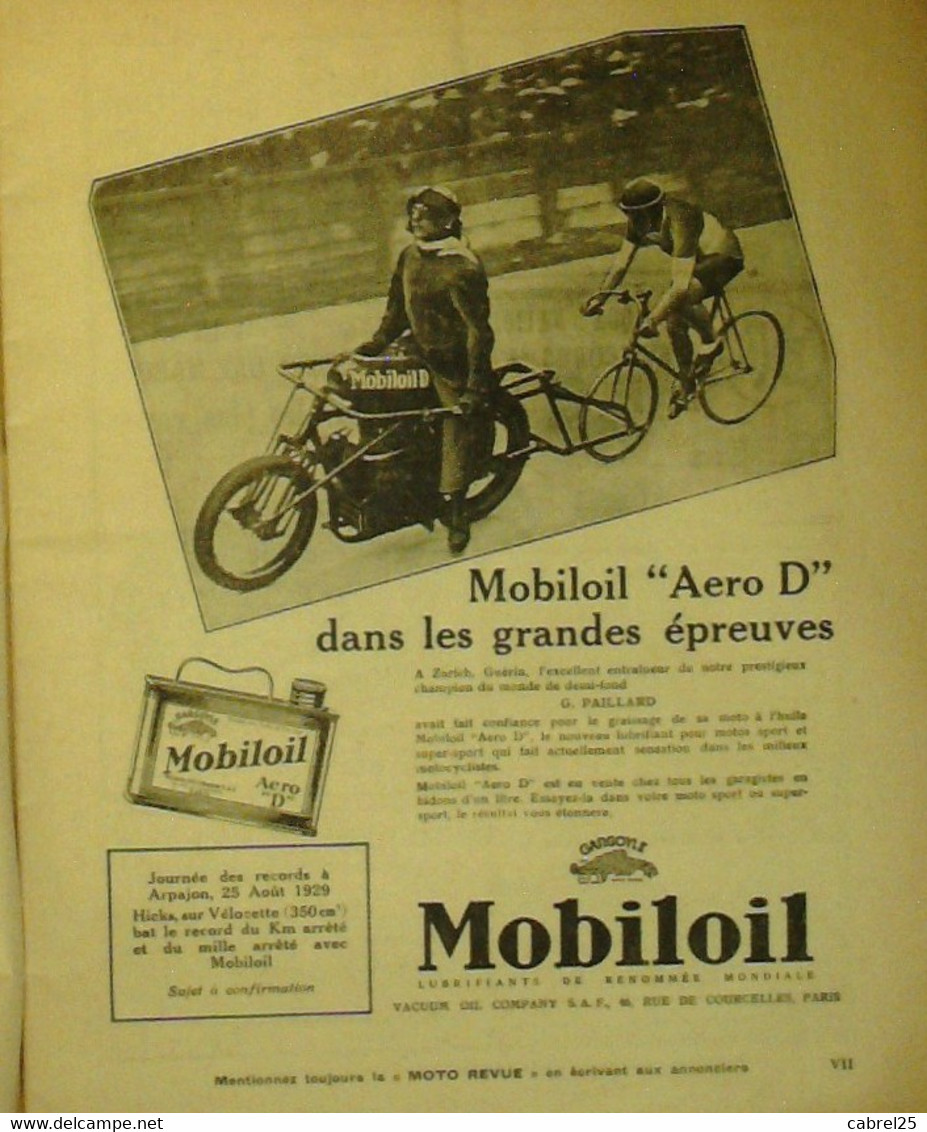 Mobiloil D
Mobiloil "Aero D"
dans les grandes épreuves
A Zurich, Guérin, l'excellent entraîneur de notre prestigieux
champion du monde de demi-fond
G. PAILLARD
avait fait confiance pour le graissage de sa moto à l'huile
Mobiloil "Aero D", le nouveau lubrifiant pour motos sport et
super-sport qui fait actuellement sensation dans les milieux
motocyclistes.
Mobiloil "Aero D" est en vente chez tous les garagistes en
bidons d'un litre. Essayez-la dans votre moto sport ou super-
sport, le résultat vous étonnera.
GARGOYLE
Mobiloil
Aero
"D"
Journée des records à
Arpajon, 25 Août 1929
Hicks, sur Vélocette (350 cm³)
bat le record du Km arrêté
et du mille arrêté avec
Mobiloil
Sujet à confirmation
GARGOYLE
Mobiloil
LUBRIFIANTS DE RENOMMÉE MONDIALE
VACUUM OIL COMPANY S.A.F., RUE DE COURCELLES, PARIS
Mentionnez toujours la « MOTO REVUE » en écrivant aux annonciers
VII
cabrel25